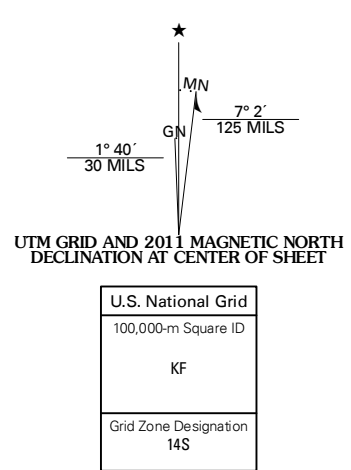 ★
MN
GN
7° 2´
125 MILS
1° 40´
30 MILS
UTM GRID AND 2011 MAGNETIC NORTH
DECLINATION AT CENTER OF SHEET
U.S. National Grid
100,000-m Square ID
KF
Grid Zone Designation
14S